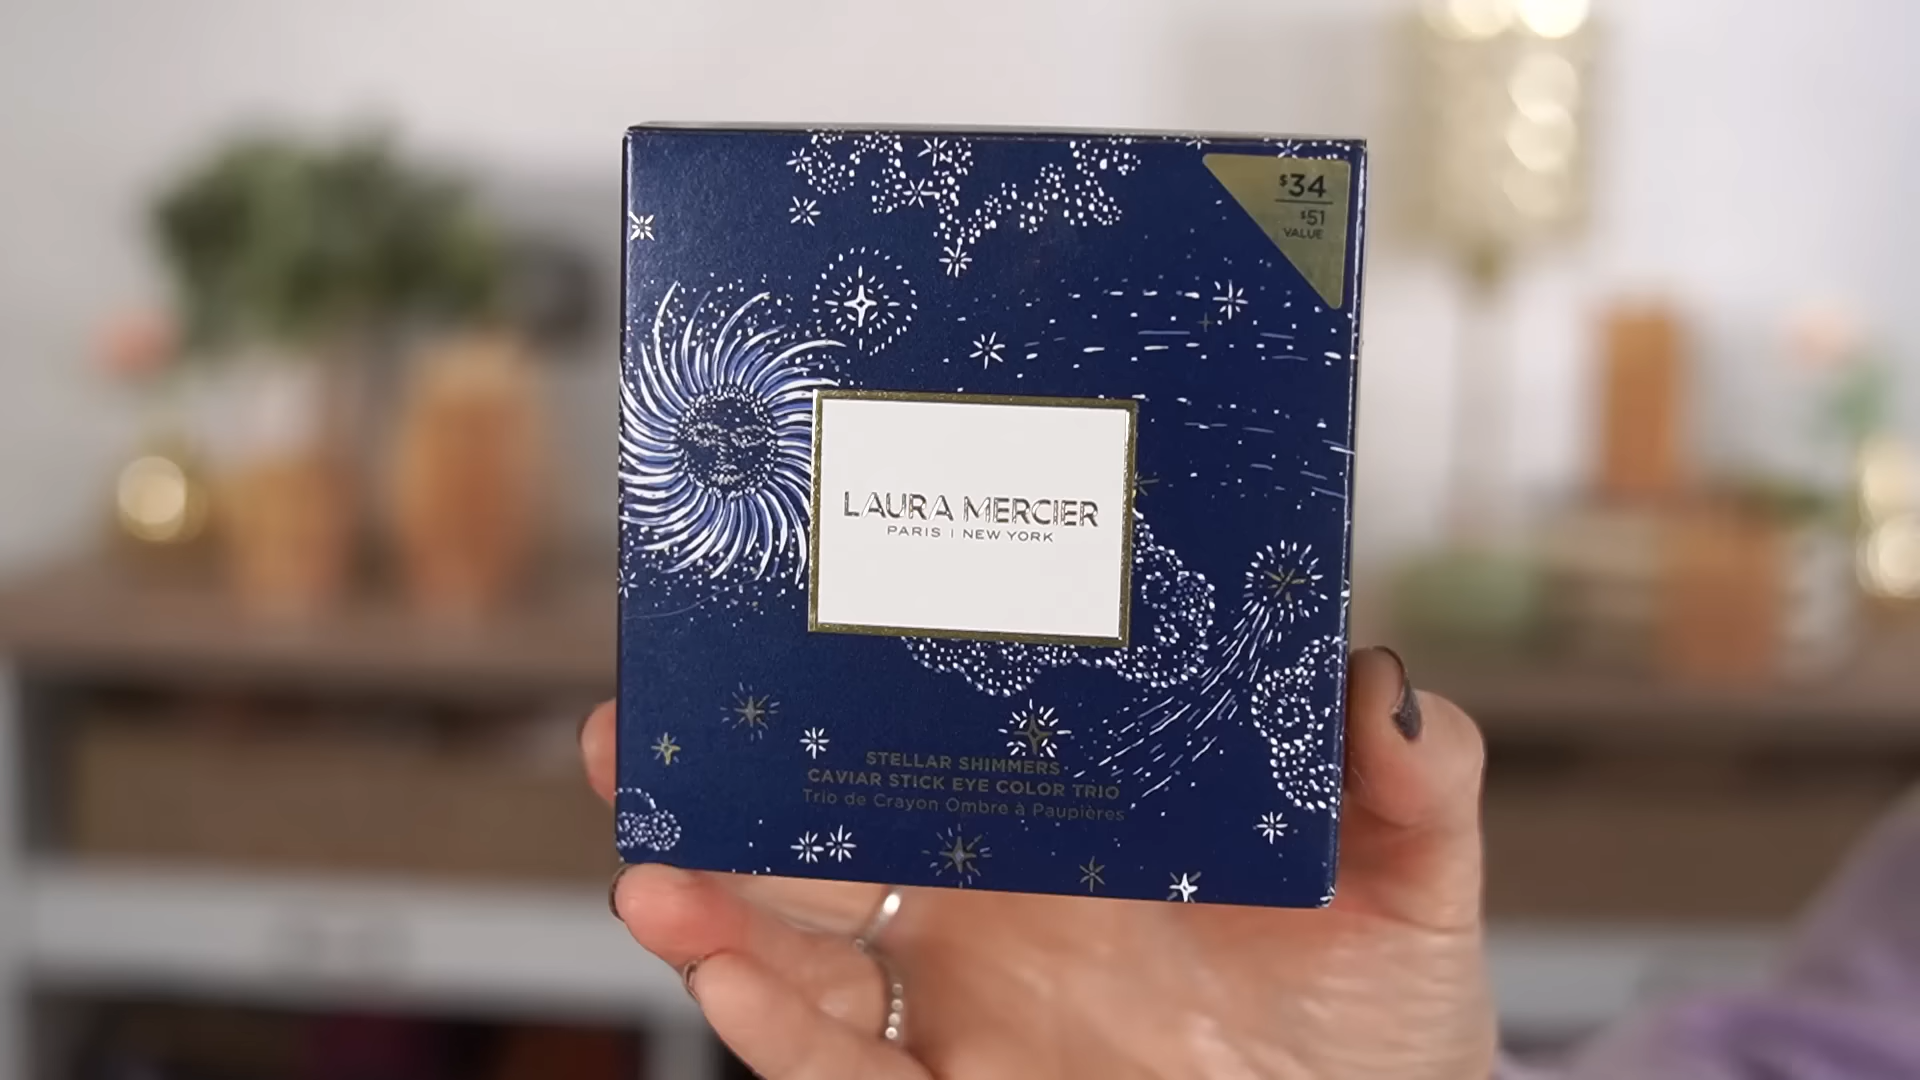 $34
$51
VALUE
LAURA MERCIER
PARIS | NEW YORK
STELLAR SHIMMERS
CAVIAR STICK EYE COLOR TRIO
Trio de Crayon Ombre à Paupières